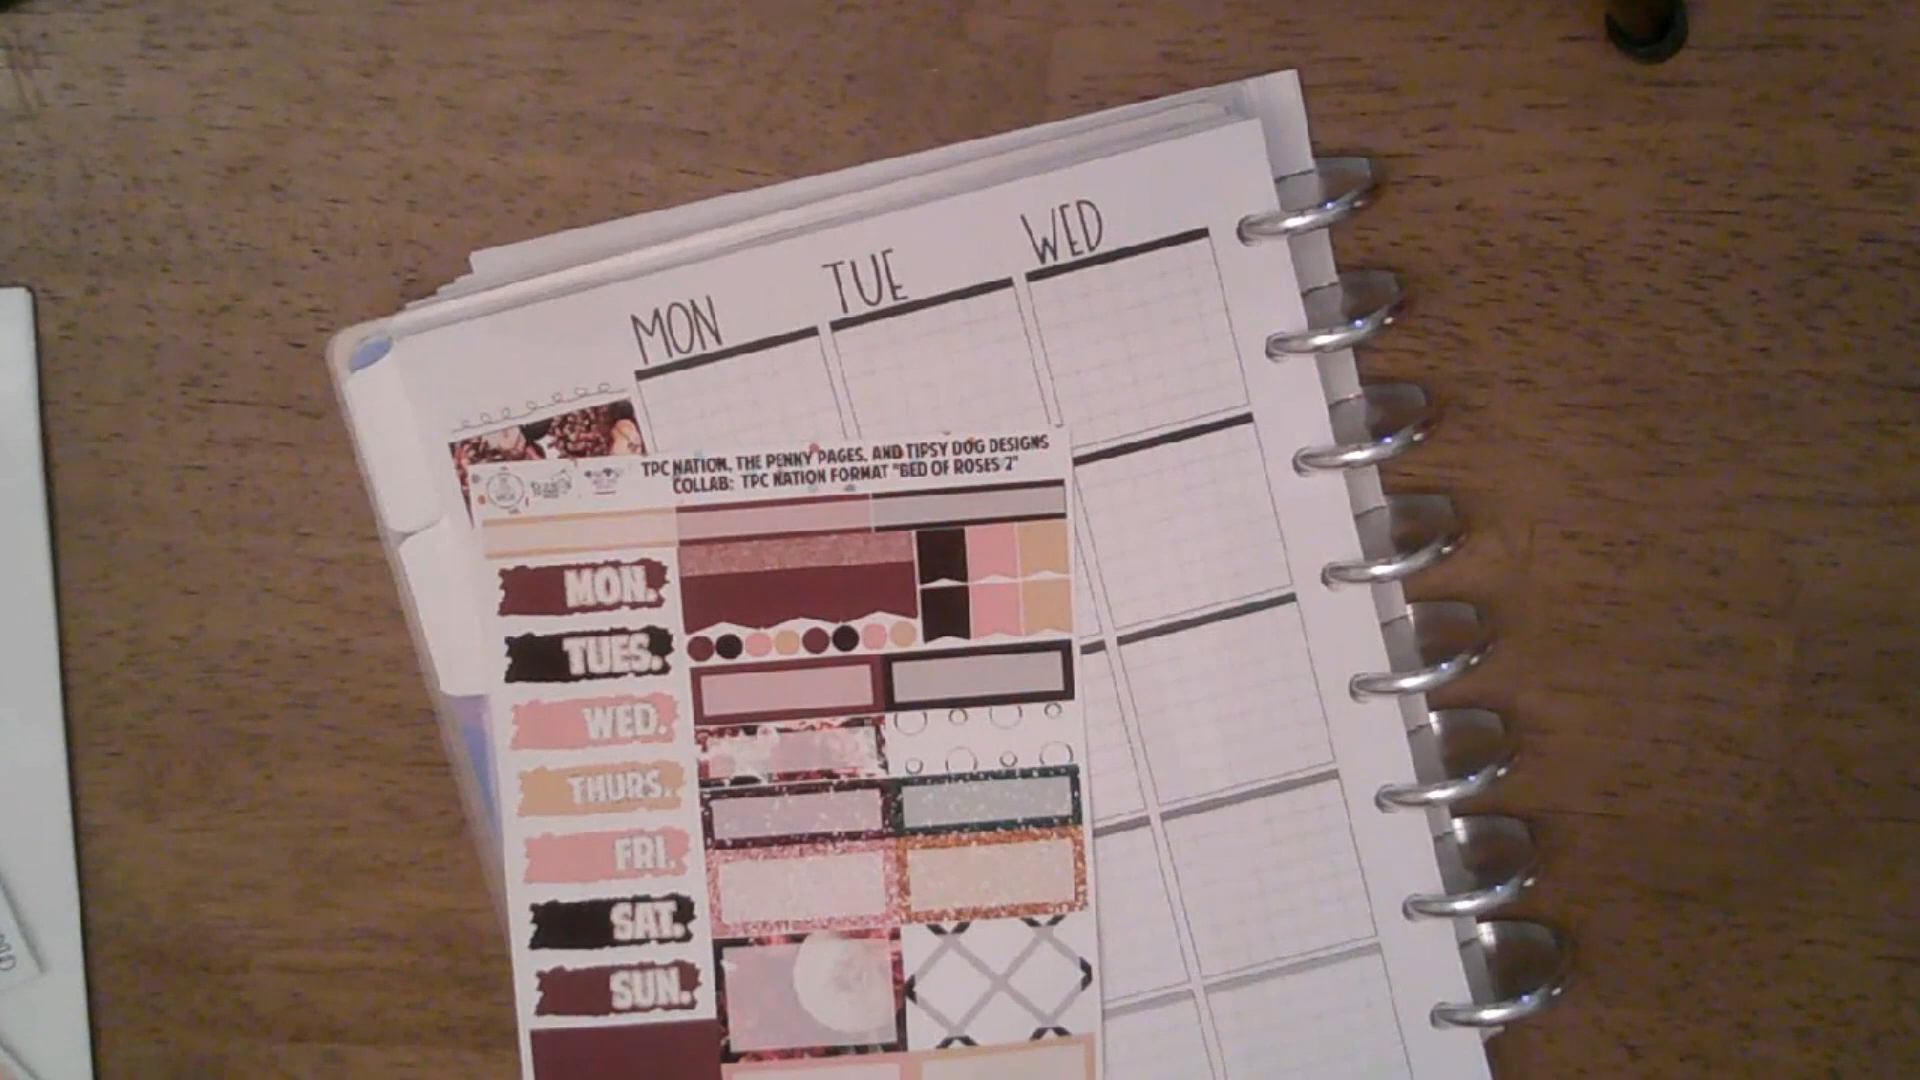 MON
TUE
WED
TPC NATION, THE PENNY PAGES, AND TIPSY DOG DESIGNS
COLLAB: TPC NATION FORMAT "BED OF ROSES 2"
MON.
TUES.
WED.
THURS.
FRI.
SAT.
SUN.